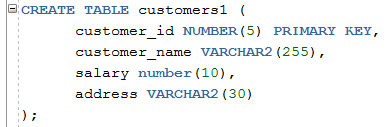 CREATE TABLE customers1 (
customer_id NUMBER(5) PRIMARY KEY,
customer_name VARCHAR2(255),
salary number(10),
address VARCHAR2(30)
);